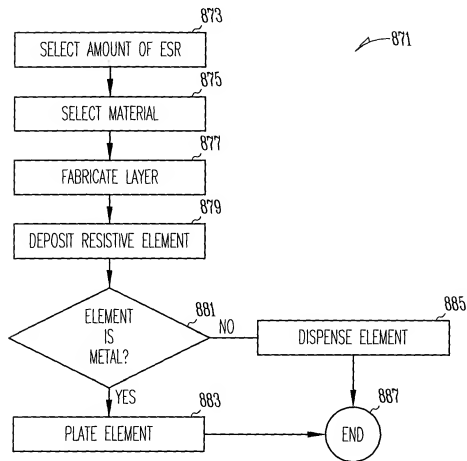 873
SELECT AMOUNT OF ESR
871
875
SELECT MATERIAL
877
FABRICATE LAYER
879
DEPOSIT RESISTIVE ELEMENT
881
ELEMENT
IS
METAL?
NO
885
DISPENSE ELEMENT
YES
883
PLATE ELEMENT
887
END